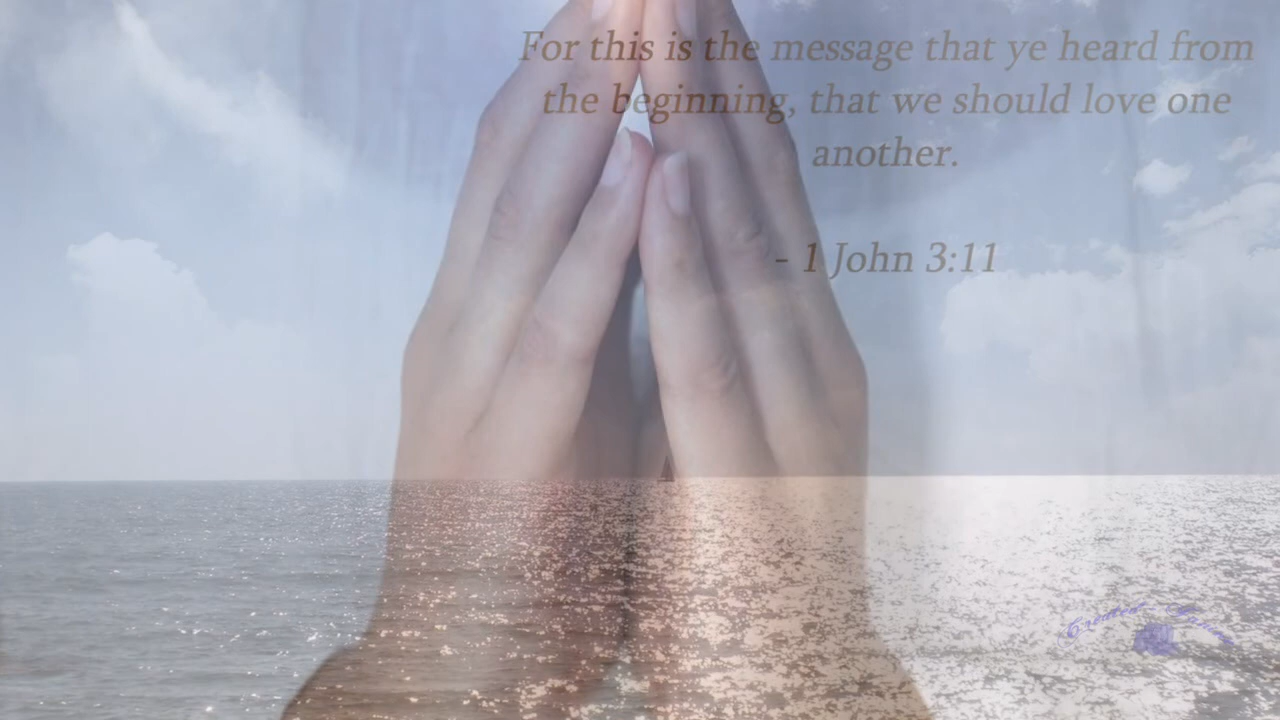 For this is the message that ye heard from
the beginning, that we should love one
another.
- 1 John 3:11